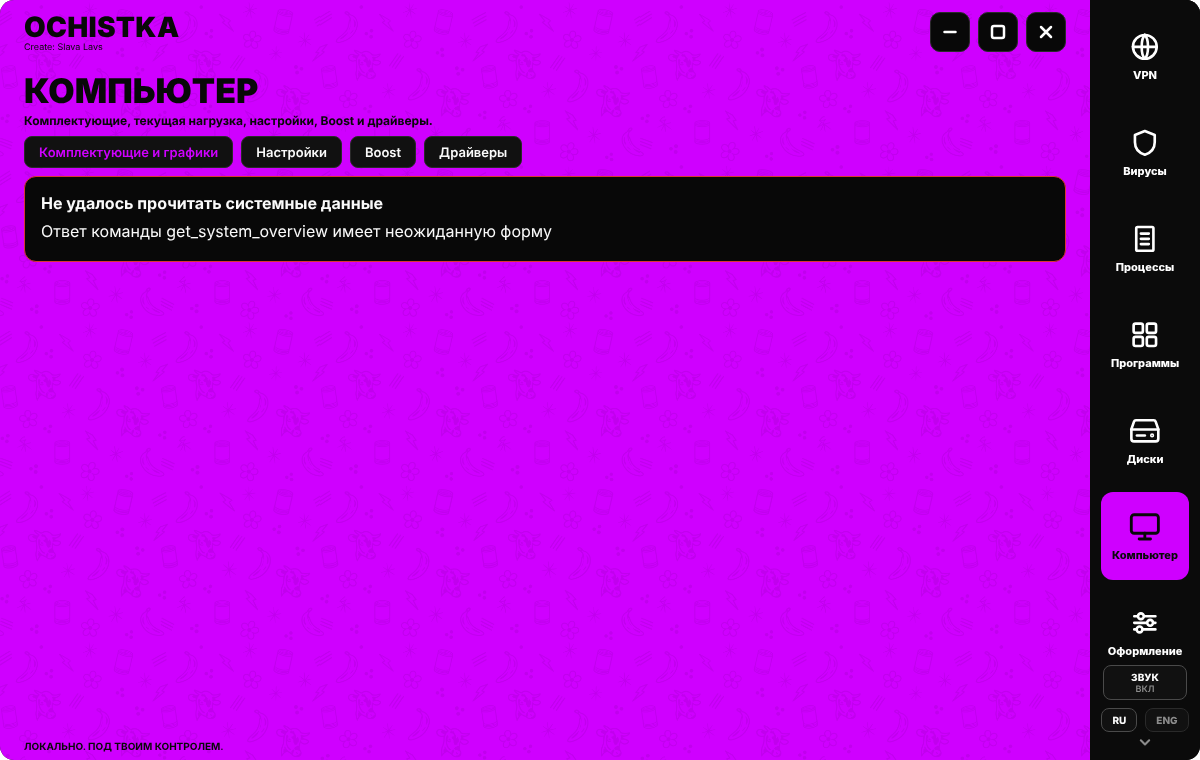 OCHISTKA
Create: Slava Lavs
КОМПЬЮТЕР
Комплектующие, текущая нагрузка, настройки, Boost и драйверы.
Комплектующие и графики
Настройки
Boost
Драйверы
Не удалось прочитать системные данные
Ответ команды get_system_overview имеет неожиданную форму
ЛОКАЛЬНО. ПОД ТВОИМ КОНТРОЛЕМ.
VPN
Вирусы
Процессы
Программы
Диски
Компьютер
Оформление
ЗВУК
ВКЛ
RU
ENG